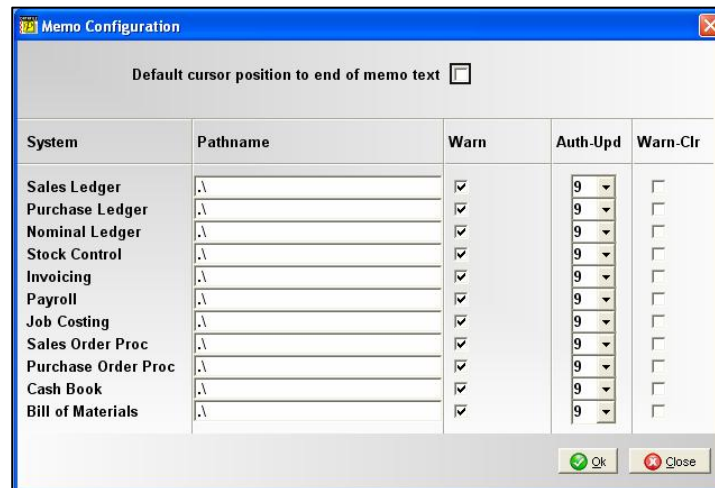 Memo Configuration
Default cursor position to end of memo text
System Pathname Warn Auth-Upd Warn-Clr
Sales Ledger .\ 9
Purchase Ledger .\ 9
Nominal Ledger .\ 9
Stock Control .\ 9
Invoicing .\ 9
Payroll .\ 9
Job Costing .\ 9
Sales Order Proc .\ 9
Purchase Order Proc .\ 9
Cash Book .\ 9
Bill of Materials .\ 9
Ok Close